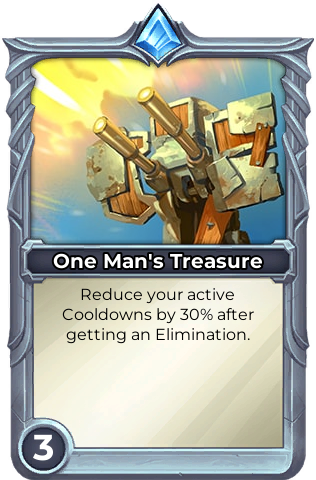 One Man's Treasure
Reduce your active
Cooldowns by 30% after
getting an Elimination.
3